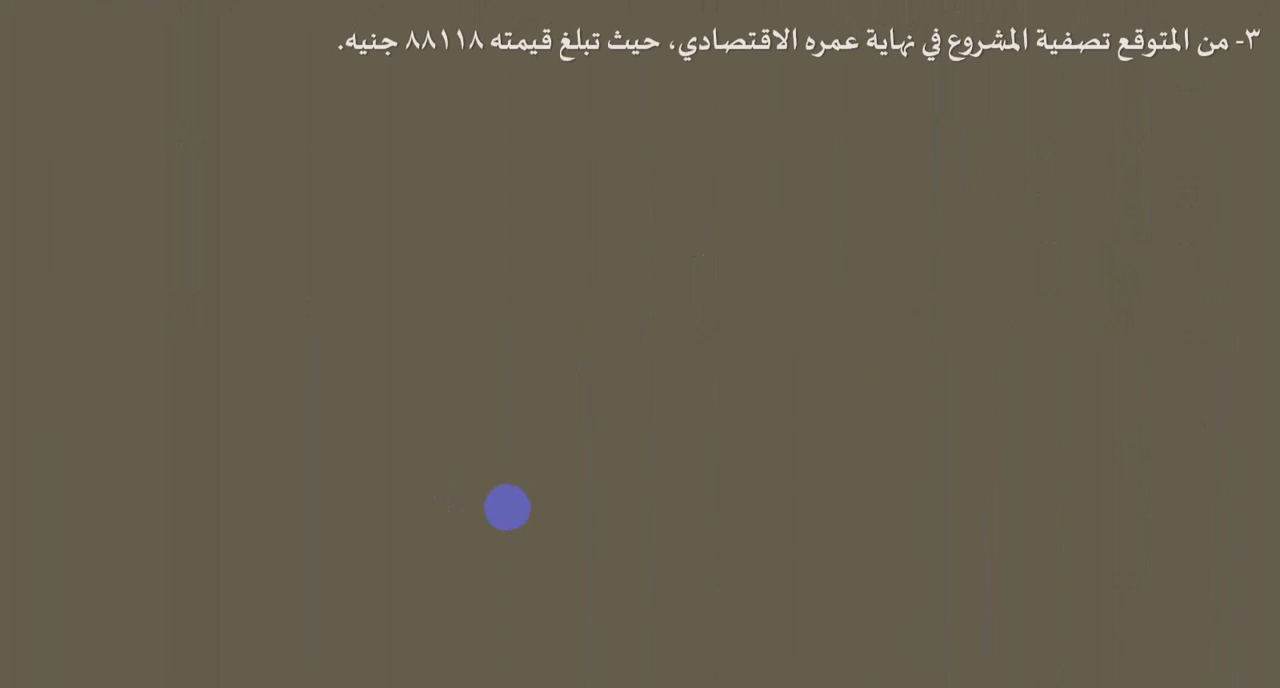 ٣- من المتوقع تصفية المشروع في نهاية عمره الاقتصادي، حيث تبلغ قيمته ٨٨١١٨ جنيه.